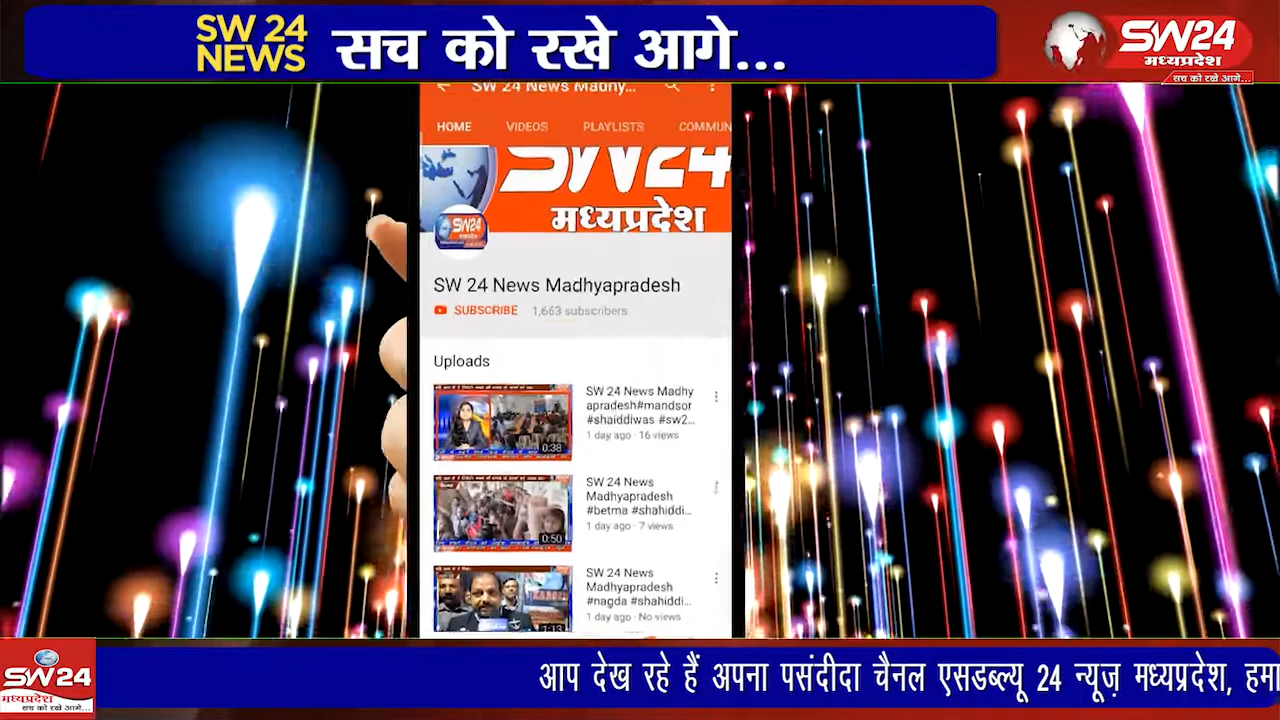 SW 24
NEWS
सच को रखे आगे...
SW24
मध्यप्रदेश
सच को रखे आगे...
SW 24 News Madhy...
HOME VIDEOS PLAYLISTS COMMUN
SW24
मध्यप्रदेश
SW24
SW 24 News Madhyapradesh
SUBSCRIBE 1,663 subscribers
Uploads
SW 24 News Madhy
apradesh#mandsor
#shaiddiwas #sw2...
1 day ago · 16 views
0:38
SW 24 News
Madhyapradesh
#betma #shahiddi...
1 day ago · 7 views
0:50
SW 24 News
Madhyapradesh
#nagda #shahiddi...
1 day ago · No views
1:13
SW24
मध्यप्रदेश
सच को रखे आगे...
आप देख रहे हैं अपना पसंदीदा चैनल एसडब्ल्यू 24 न्यूज़ मध्यप्रदेश, हमा